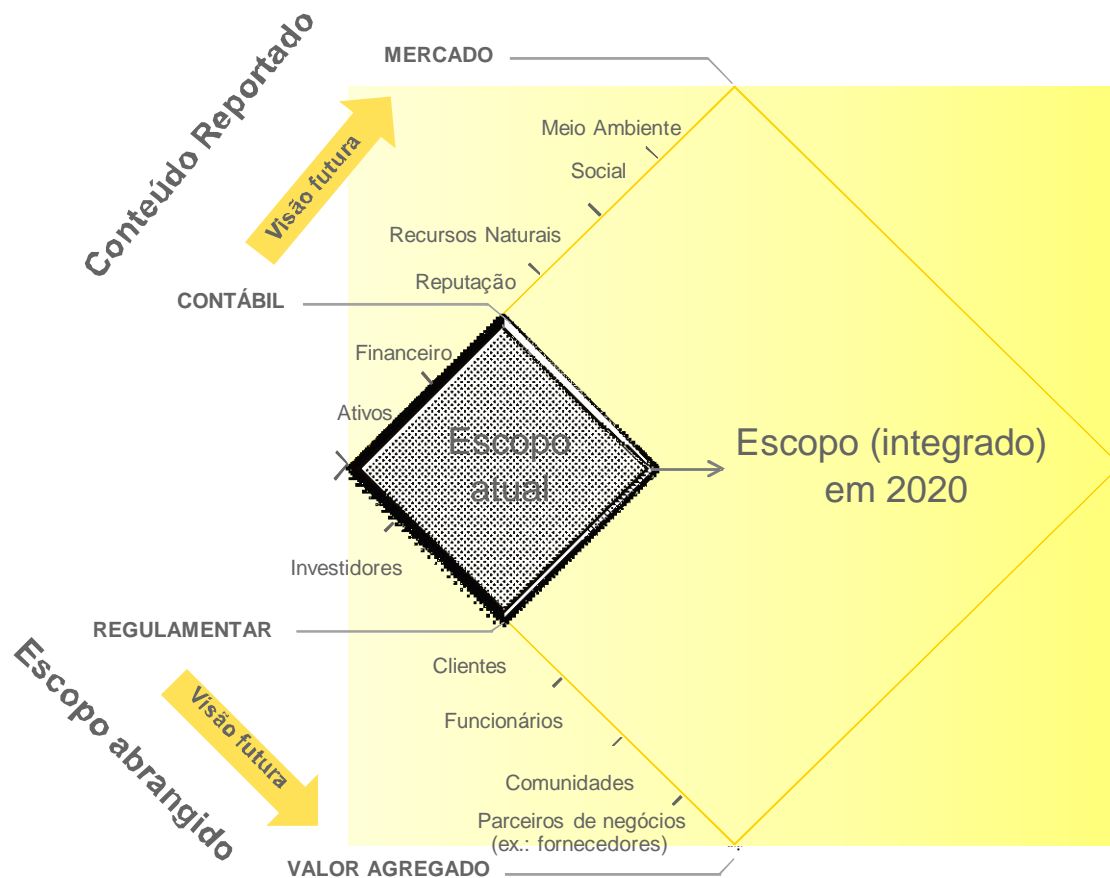 Conteúdo Reportado
Visão futura
MERCADO
Meio Ambiente
Social
Recursos Naturais
Reputação
CONTÁBIL
Financeiro
Ativos
Escopo
atual
Escopo (integrado)
em 2020
Investidores
REGULAMENTAR
Escopo abrangido
Visão futura
Clientes
Funcionários
Comunidades
Parceiros de negócios
(ex.: fornecedores)
VALOR AGREGADO